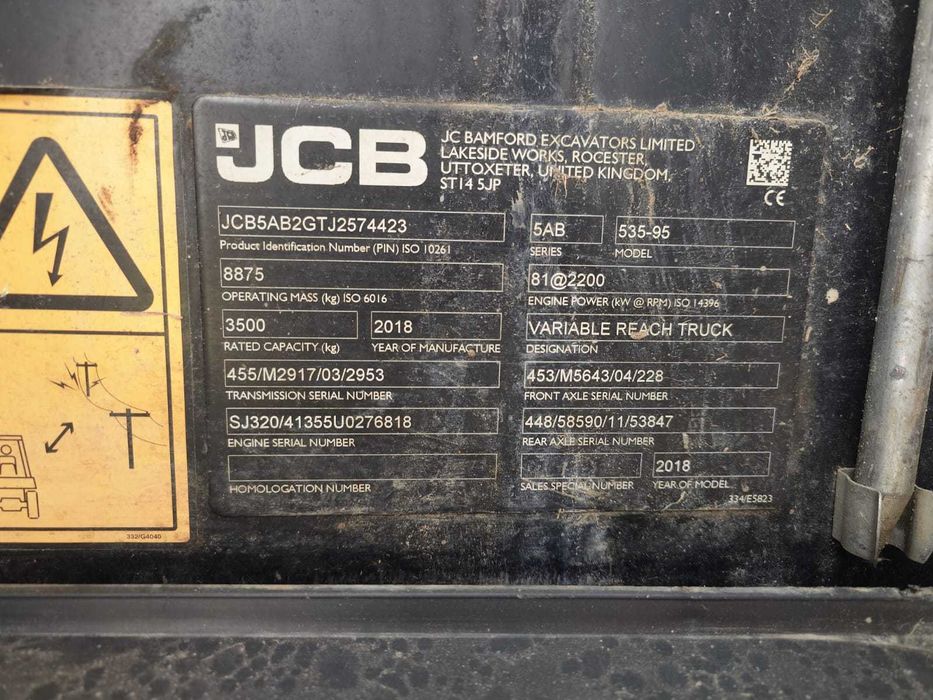 JCB
JC BAMFORD EXCAVATORS LIMITED
LAKESIDE WORKS, ROCESTER,
UTTOXETER, UNITED KINGDOM,
ST14 5JP
CE
JCB5AB2GTJ2574423
Product Identification Number (PIN) ISO 10261
5AB
SERIES
535-95
MODEL
8875
OPERATING MASS (kg) ISO 6016
81@2200
ENGINE POWER (kW @ RPM) ISO 14396
3500
RATED CAPACITY (kg)
2018
YEAR OF MANUFACTURE
VARIABLE REACH TRUCK
DESIGNATION
455/M2917/03/2953
TRANSMISSION SERIAL NUMBER
453/M5643/04/228
FRONT AXLE SERIAL NUMBER
SJ320/41355U0276818
ENGINE SERIAL NUMBER
448/58590/11/53847
REAR AXLE SERIAL NUMBER
HOMOLOGATION NUMBER
SALES SPECIAL NUMBER
2018
YEAR OF MODEL
334/E5823
332/G4040